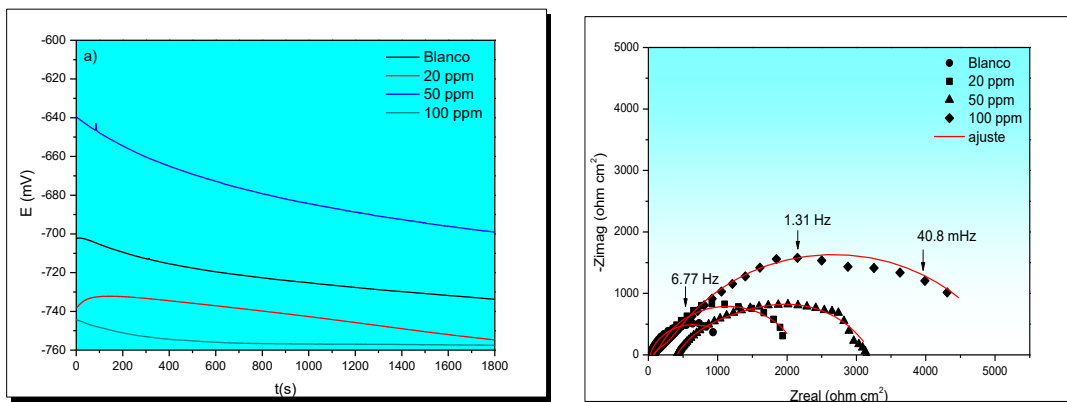 a)
Blanco
20 ppm
50 ppm
100 ppm
-600
-620
-640
-660
-680
-700
-720
-740
-760
E (mV)
0 200 400 600 800 1000 1200 1400 1600 1800
t(s)
Blanco
20 ppm
50 ppm
100 ppm
ajuste
5000
4000
3000
2000
1000
0
-Zimag (ohm cm²)
1.31 Hz
40.8 mHz
6.77 Hz
0 1000 2000 3000 4000 5000
Zreal (ohm cm²)